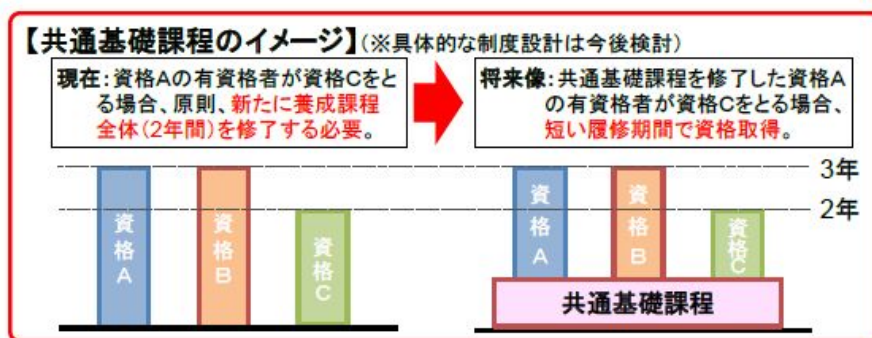 【共通基礎課程のイメージ】(※具体的な制度設計は今後検討)
現在:資格Aの有資格者が資格Cをと
る場合、原則、新たに養成課程
全体(2年間)を修了する必要。
将来像:共通基礎課程を修了した資格A
の有資格者が資格Cをとる場合、
短い履修期間で資格取得。
3年
2年
資格A
資格B
資格C
資格A
資格B
資格C
共通基礎課程